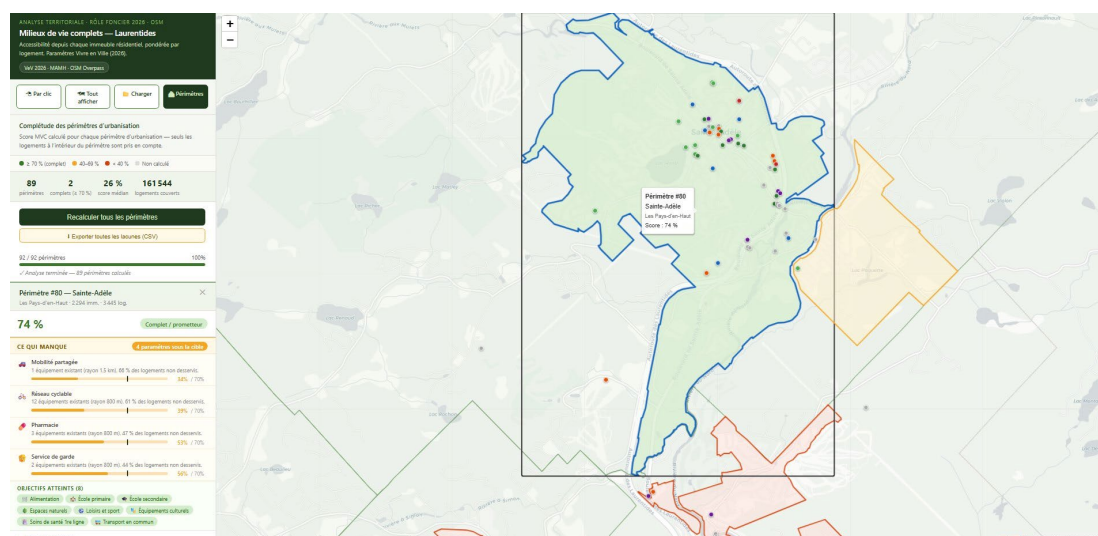 ANALYSE TERRITORIALE · RÔLE FONCIER 2026 · OSM
Milieux de vie complets — Laurentides
Accessibilité depuis chaque immeuble résidentiel, pondérée par
logement. Paramètres Vivre en Ville (2026).
VeV 2026 · MAMH · OSM Overpass
Par clic
Tout
afficher
Charger
Périmètres
Complétude des périmètres d'urbanisation
Score MVC calculé pour chaque périmètre d'urbanisation — seuls les
logements à l'intérieur du périmètre sont pris en compte.
≥ 70 % (complet)
40–69 %
< 40 %
Non calculé
89
périmètres
2
complets (≥ 70 %)
26 %
score médian
161 544
logements couverts
Recalculer tous les périmètres
⬇ Exporter toutes les lacunes (CSV)
92 / 92 périmètres
100%
✓ Analyse terminée — 89 périmètres calculés
Périmètre #80 — Sainte-Adèle
×
Les Pays-d'en-Haut · 2 294 imm. · 3 445 log.
74 %
Complet / prometteur
CE QUI MANQUE
4 paramètres sous la cible
Mobilité partagée
1 équipement existant (rayon 1.5 km). 66 % des logements non desservis.
34% / 70%
Réseau cyclable
12 équipements existants (rayon 800 m). 61 % des logements non desservis.
39% / 70%
Pharmacie
3 équipements existants (rayon 800 m). 47 % des logements non desservis.
53% / 70%
Service de garde
2 équipements existants (rayon 800 m). 44 % des logements non desservis.
56% / 70%
OBJECTIFS ATTEINTS (8)
Alimentation
École primaire
École secondaire
Espaces naturels
Loisirs et sport
Équipements culturels
Soins de santé 1re ligne
Transport en commun
+
−
Périmètre #80
Sainte-Adèle
Les Pays-d'en-Haut
Score : 74 %